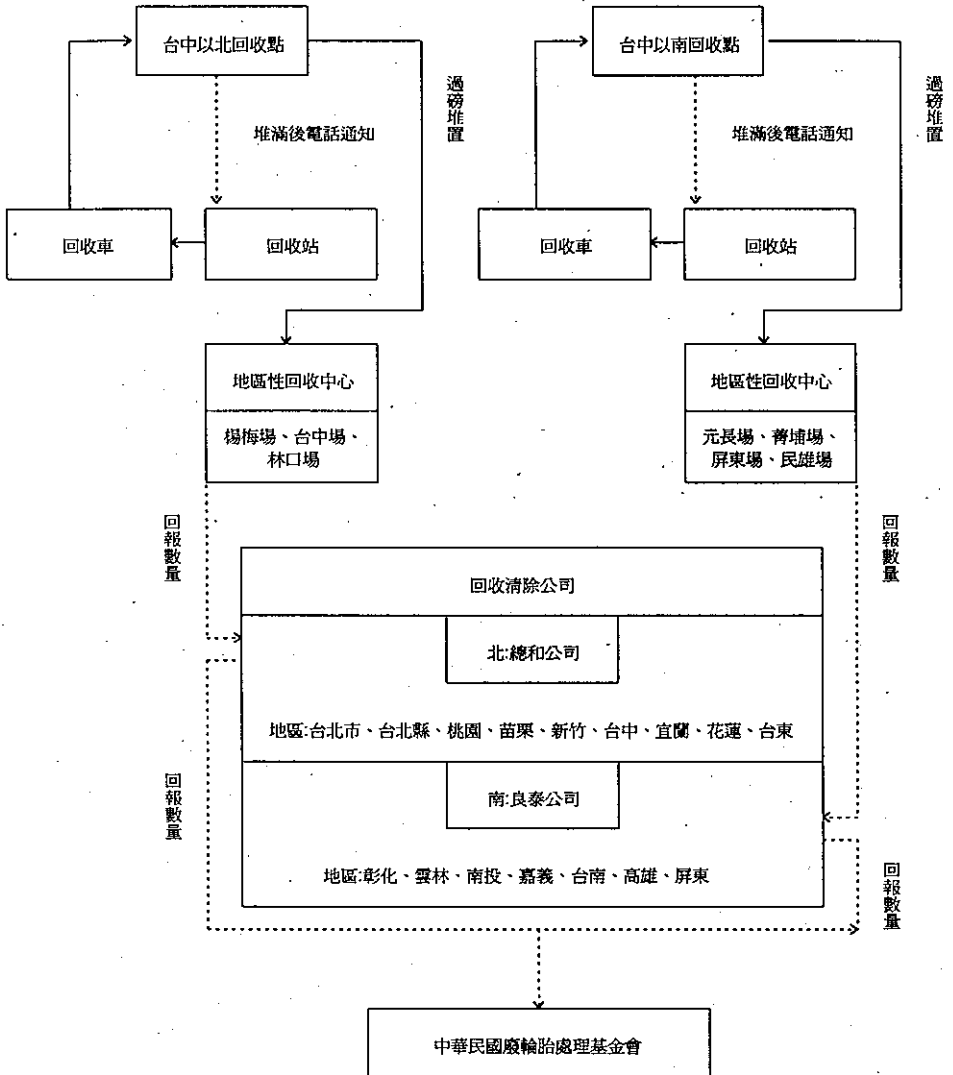 台中以北回收點
台中以南回收點
過磅堆置
過磅堆置
堆滿後電話通知
堆滿後電話通知
回收車
回收站
回收車
回收站
地區性回收中心
地區性回收中心
楊梅場、台中場、
林口場
元長場、菁埔場、
屏東場、民雄場
回報數量
回報數量
回收清除公司
北:總和公司
地區:台北市、台北縣、桃園、苗栗、新竹、台中、宜蘭、花蓮、台東
南:良泰公司
回報數量
地區:彰化、雲林、南投、嘉義、台南、高雄、屏東
回報數量
中華民國廢輪胎處理基金會